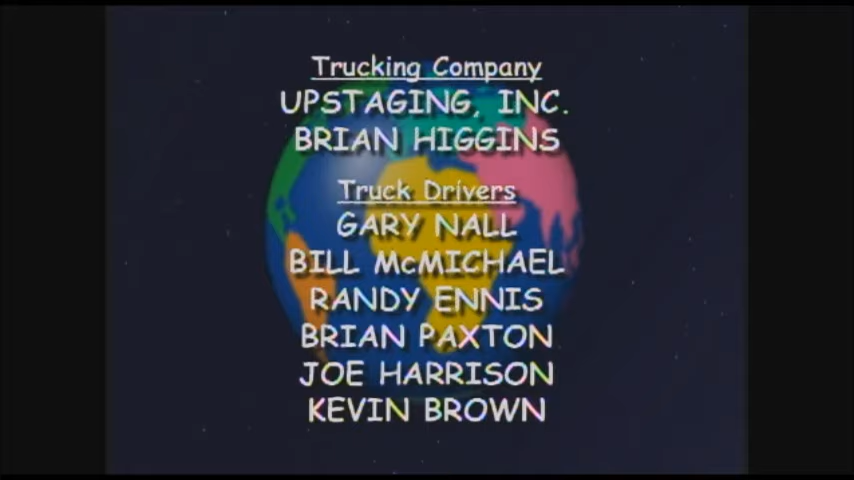 Trucking Company
UPSTAGING, INC.
BRIAN HIGGINS
Truck Drivers
GARY NALL
BILL McMICHAEL
RANDY ENNIS
BRIAN PAXTON
JOE HARRISON
KEVIN BROWN